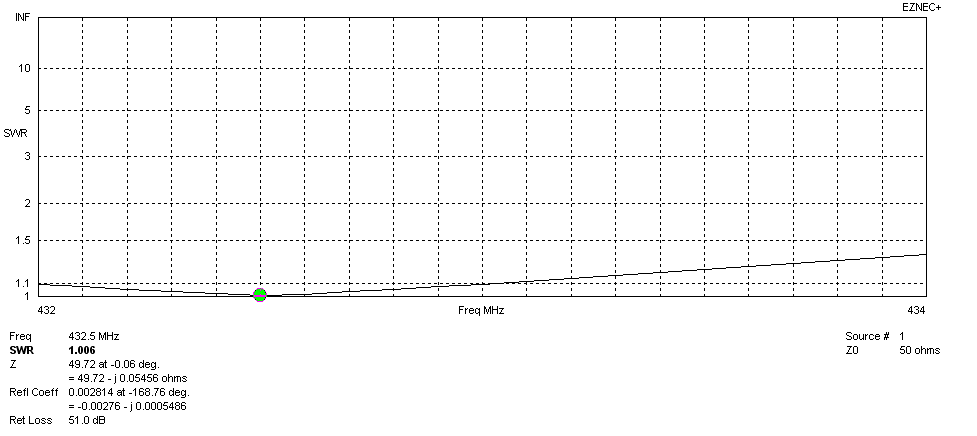 EZNEC+
INF
10
5
SWR
3
2
1.5
1.1
1
432 Freq MHz 434
Freq 432.5 MHz Source # 1
SWR 1.006 Z0 50 ohms
Z 49.72 at -0.06 deg.
= 49.72 - j 0.05456 ohms
Refl Coeff 0.002814 at -168.76 deg.
= -0.00276 - j 0.0005486
Ret Loss 51.0 dB